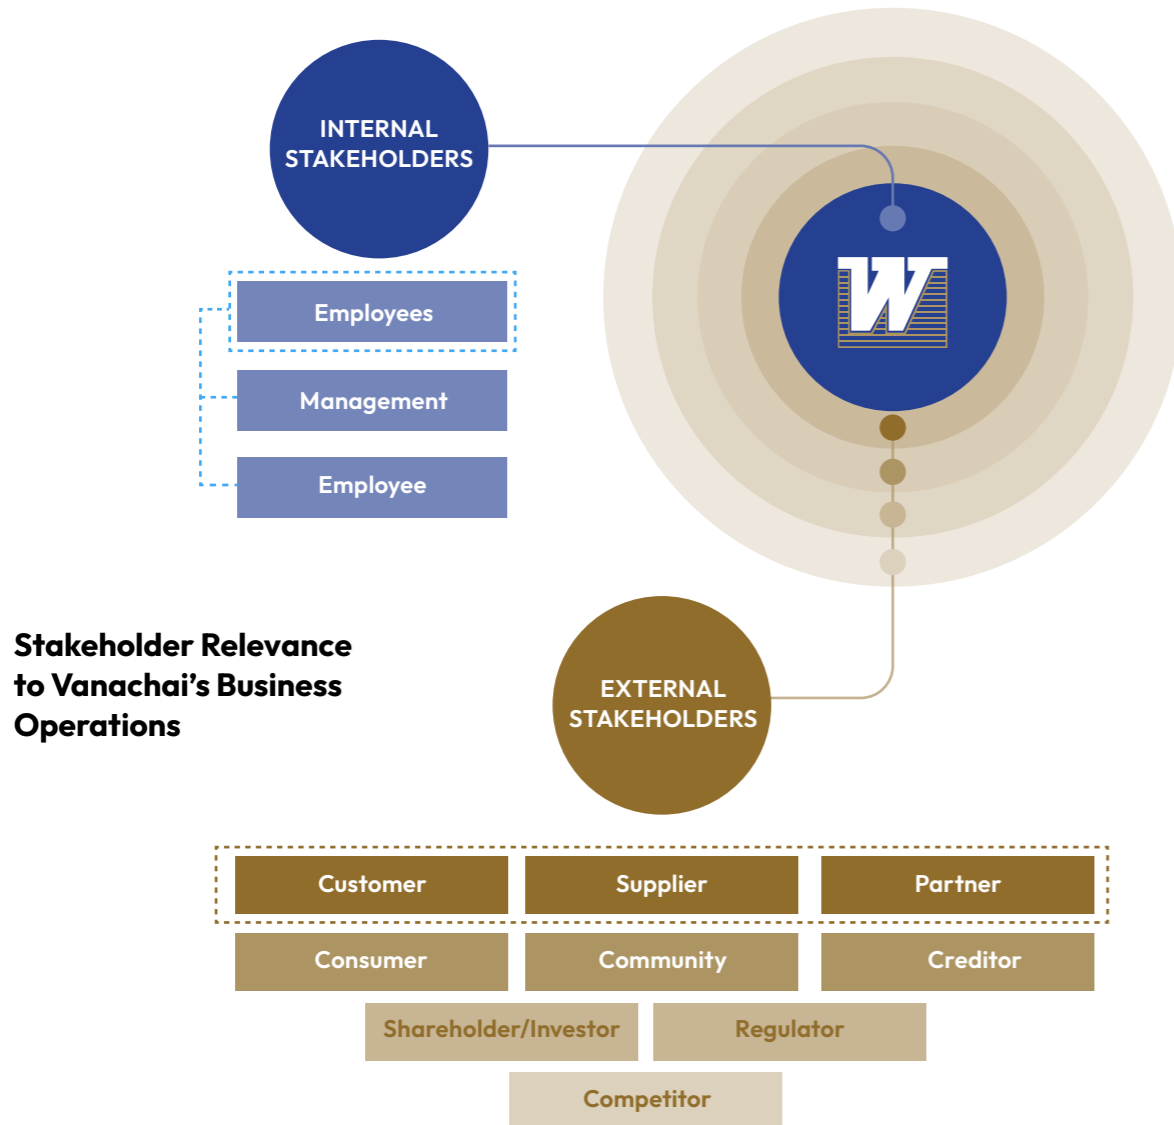 INTERNAL
STAKEHOLDERS
W
Employees
Management
Employee
Stakeholder Relevance
to Vanachai’s Business
Operations
EXTERNAL
STAKEHOLDERS
Customer
Supplier
Partner
Consumer
Community
Creditor
Shareholder/Investor
Regulator
Competitor